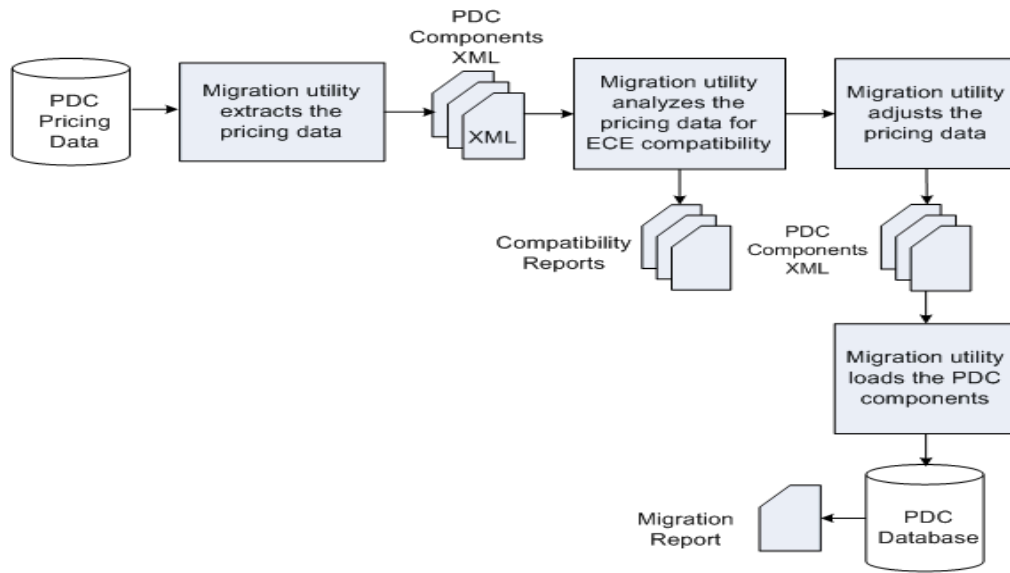 PDC
Pricing
Data
Migration utility
extracts the
pricing data
PDC
Components
XML
XML
Migration utility
analyzes the
pricing data for
ECE compatibility
Migration utility
adjusts the
pricing data
Compatibility
Reports
PDC
Components
XML
Migration utility
loads the PDC
components
Migration
Report
PDC
Database